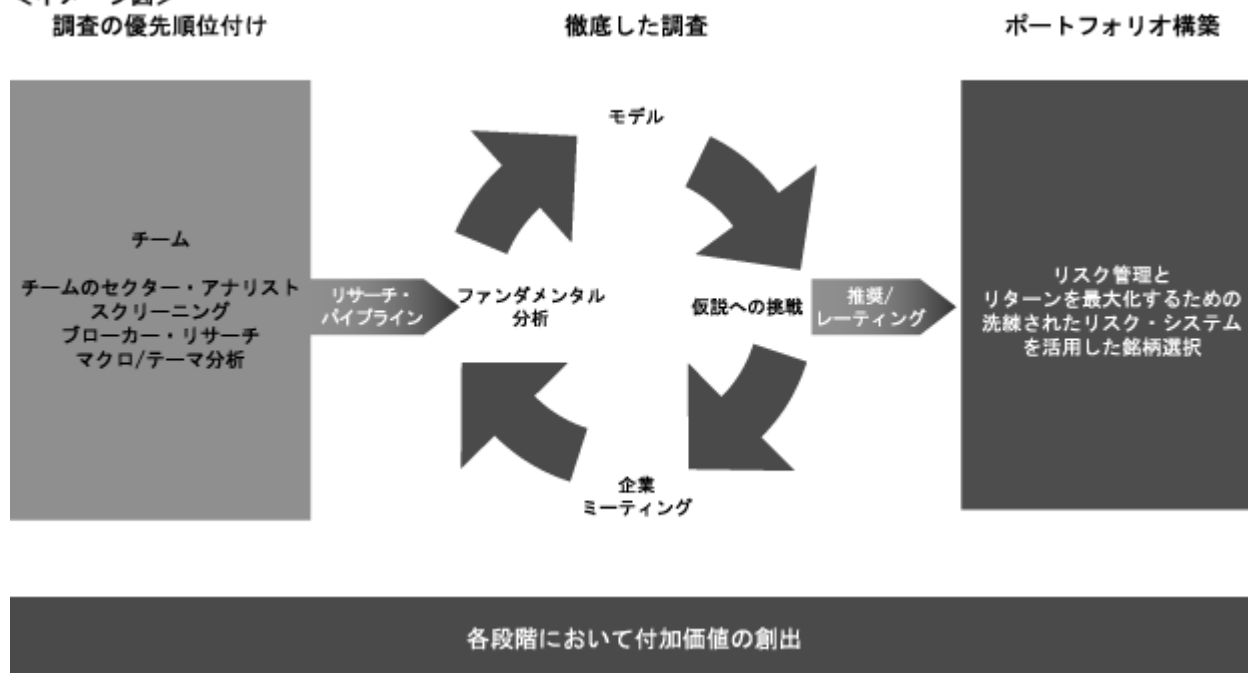 調査の優先順位付け
徹底した調査
ポートフォリオ構築
チーム
チームのセクター・アナリスト
スクリーニング
ブローカー・リサーチ
マクロ/テーマ分析
リサーチ・
パイプライン
モデル
ファンダメンタル
分析
仮説への挑戦
企業
ミーティング
推奨/
レーティング
リスク管理と
リターンを最大化するための
洗練されたリスク・システム
を活用した銘柄選択
各段階において付加価値の創出